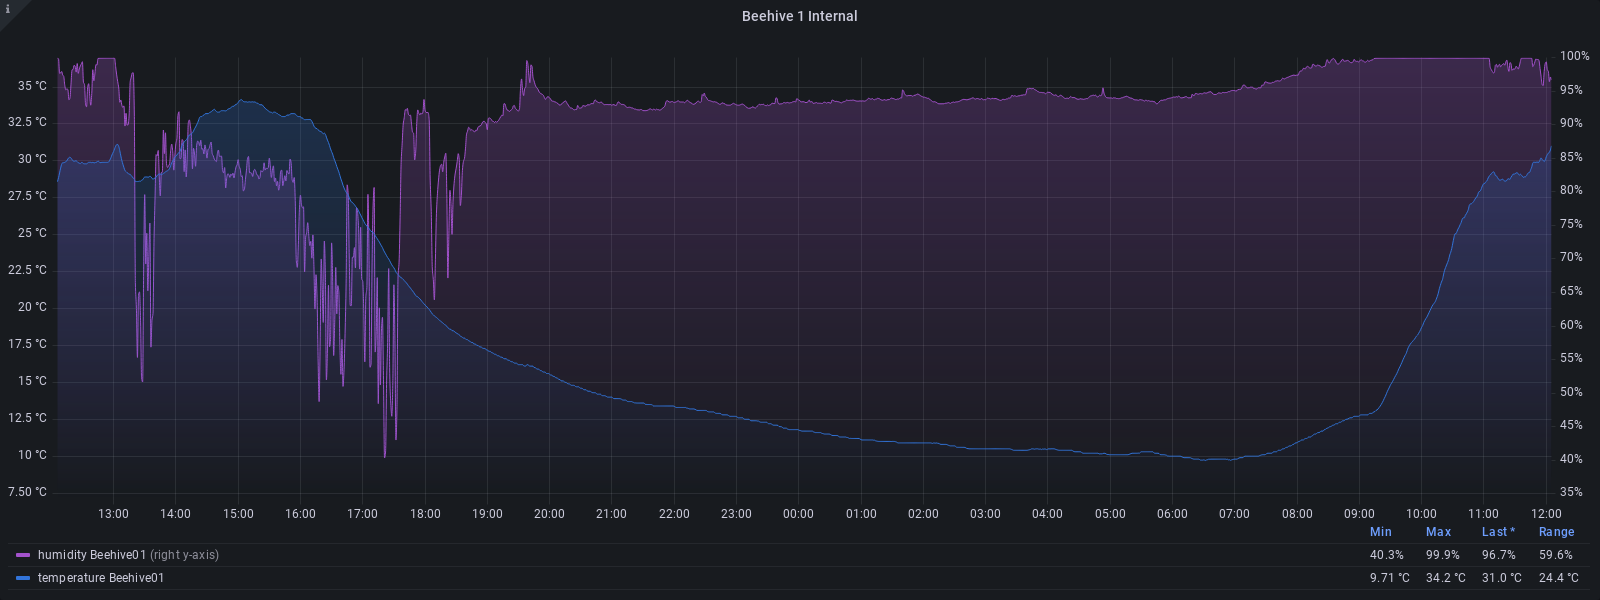 i
Beehive 1 Internal
100%
35 °C
95%
32.5 °C
90%
30 °C
85%
27.5 °C
80%
25 °C
75%
22.5 °C
70%
65%
20 °C
60%
17.5 °C
55%
15 °C
50%
12.5 °C
45%
10 °C
40%
7.50 °C
35%
13:00 14:00 15:00 16:00 17:00 18:00 19:00 20:00 21:00 22:00 23:00 00:00 01:00 02:00 03:00 04:00 05:00 06:00 07:00 08:00 09:00 10:00 11:00 12:00
Min Max Last * Range
humidity Beehive01 (right y-axis) 40.3% 99.9% 96.7% 59.6%
temperature Beehive01 9.71 °C 34.2 °C 31.0 °C 24.4 °C